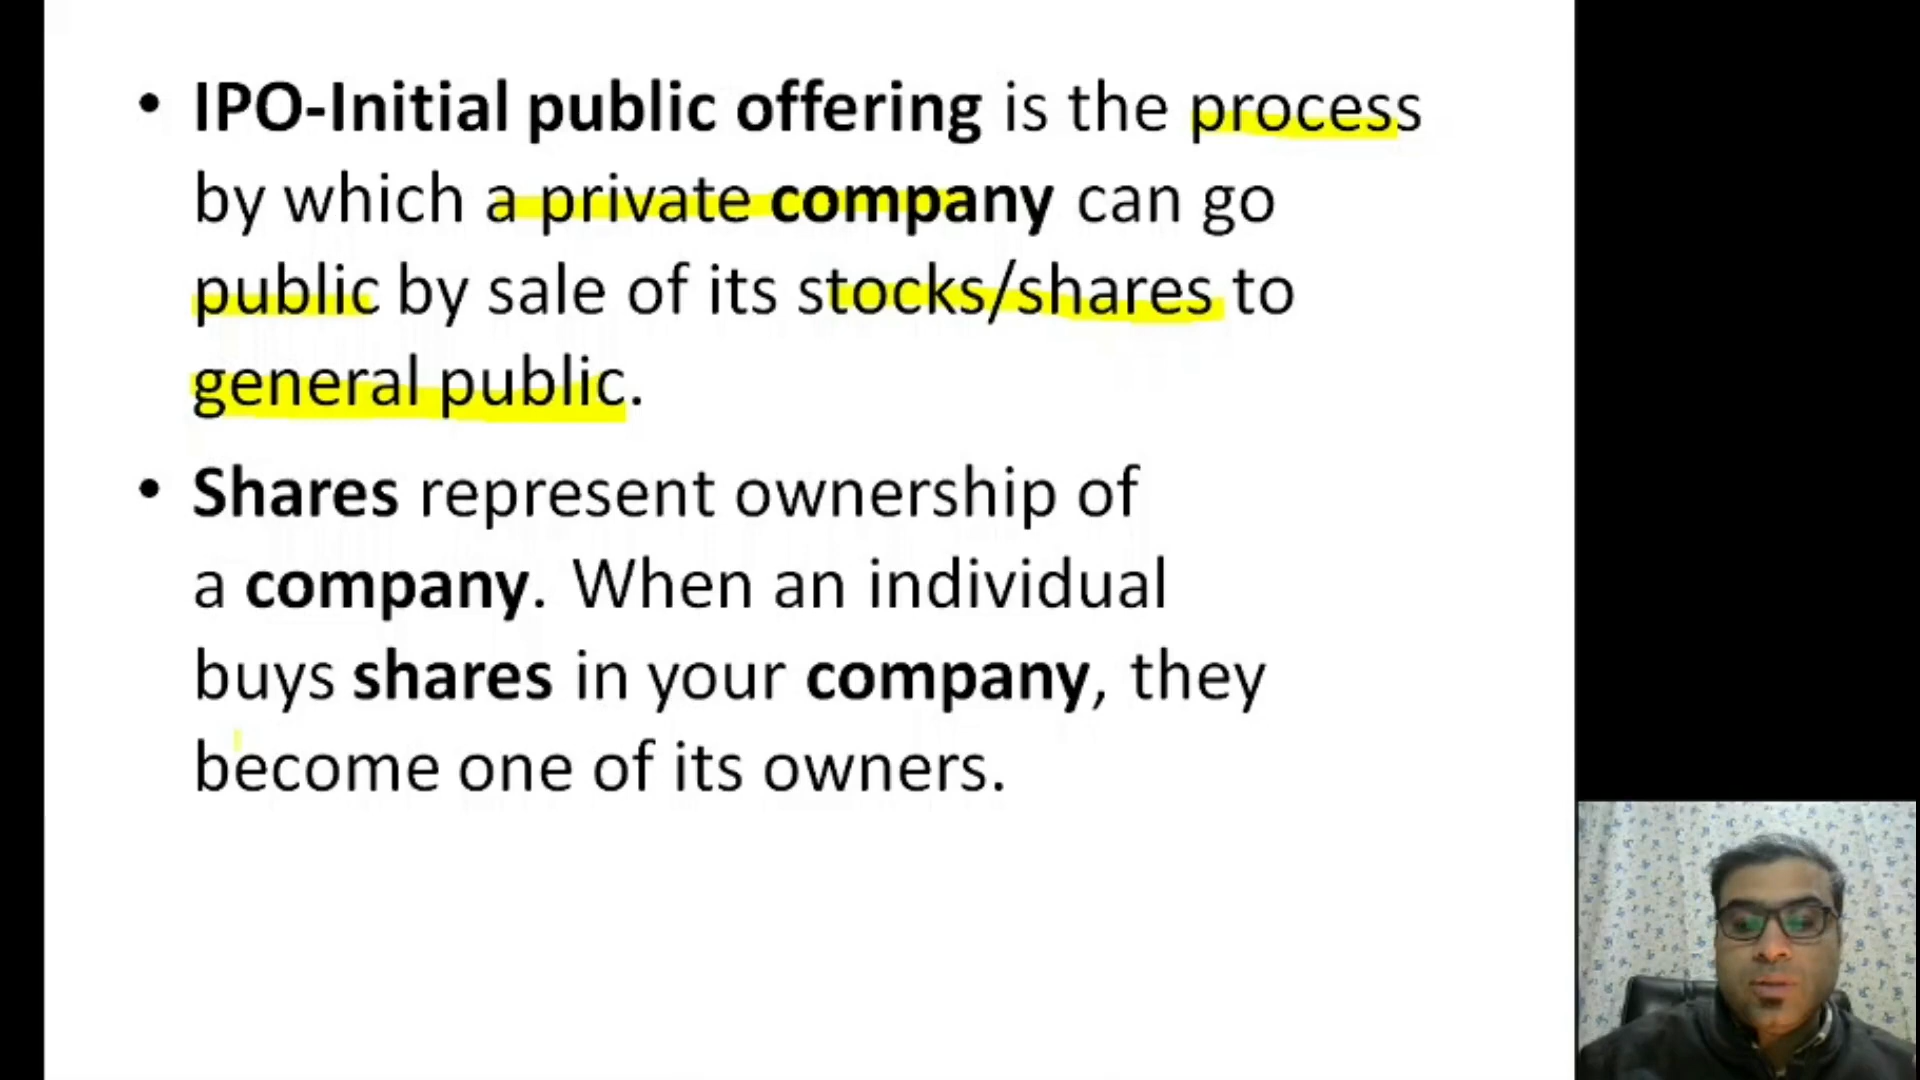 • IPO-Initial public offering is the process
by which a private company can go
public by sale of its stocks/shares to
general public.
• Shares represent ownership of
a company. When an individual
buys shares in your company, they
become one of its owners.